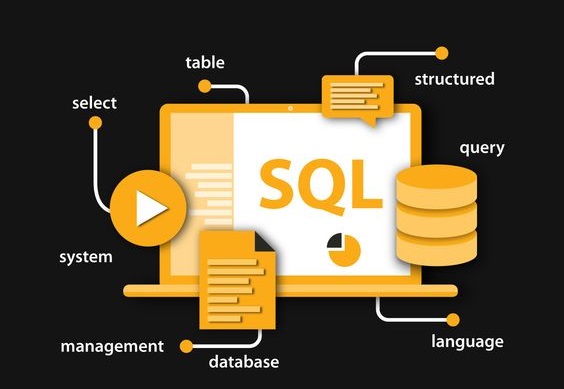 table
structured
select
query
SQL
system
language
management
database